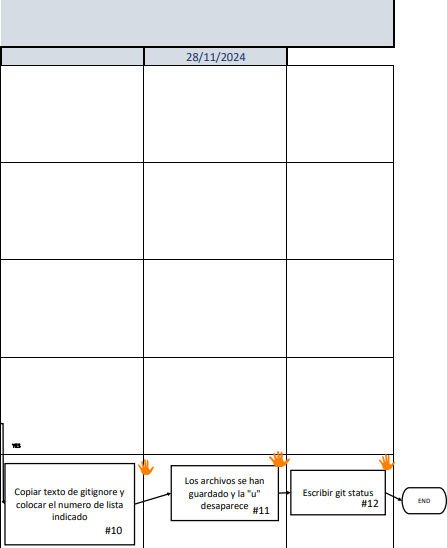 28/11/2024
YES
Copiar texto de gitignore y
colocar el numero de lista
indicado
#10
Los archivos se han
guardado y la "u"
desaparece #11
Escribir git status
#12
END